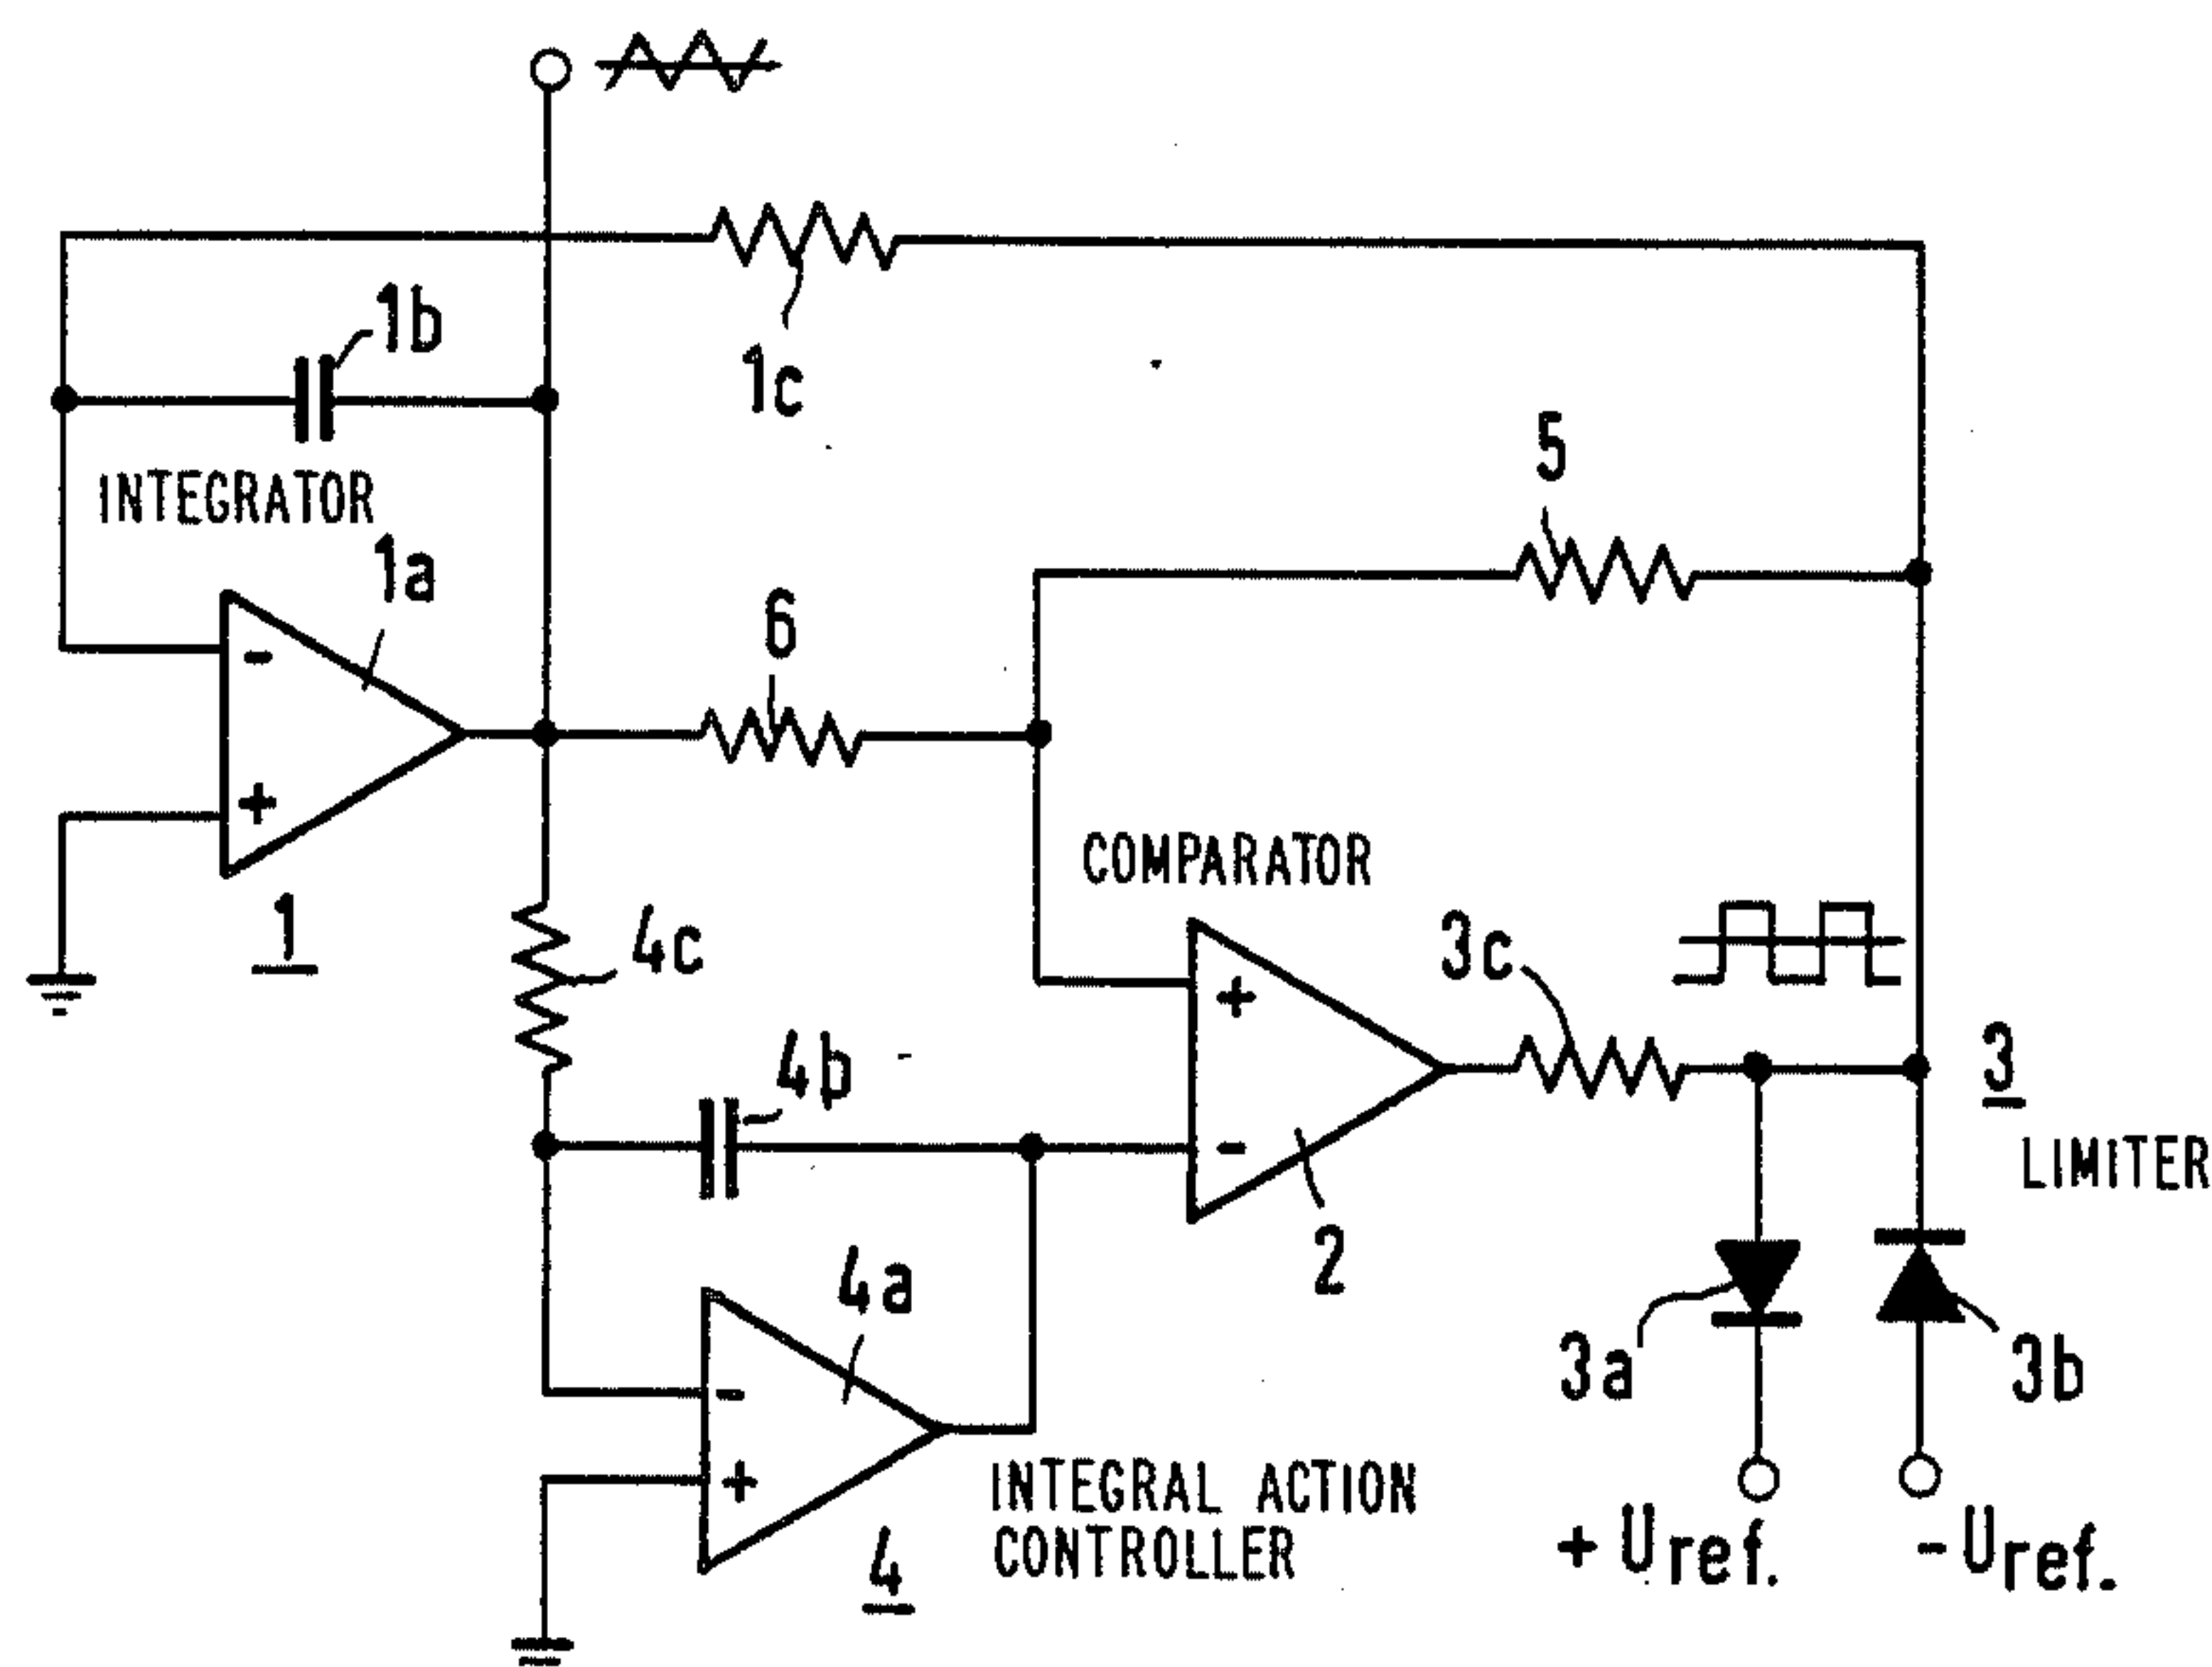 1b
1c
INTEGRATOR
5
1a
6
-
+
COMPARATOR
1
4c
3c
+
3
4b
-
LIMITER
2
4a
3a
3b
-
+
INTEGRAL ACTION
CONTROLLER
4
+Uref.
-Uref.